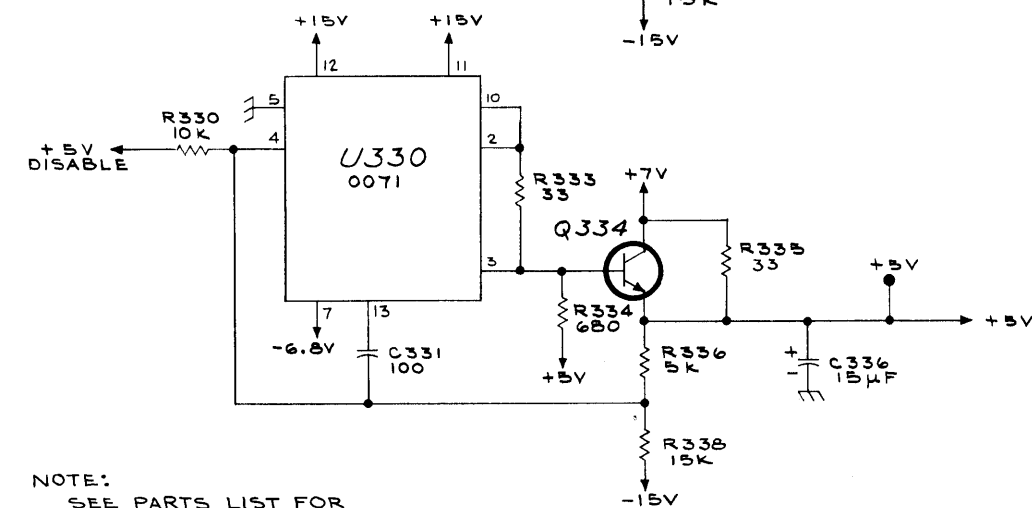 15K
-15V
+15V
+15V
12
11
5
10
R330
10K
4
2
+5V
DISABLE
U330
0071
R333
33
+7V
Q334
R335
33
+5V
3
R334
680
+5V
7
13
-6.8V
C331
100
R336
5K
+5V
+
-
C336
15µF
R338
15K
-15V
NOTE:
SEE PARTS LIST FOR